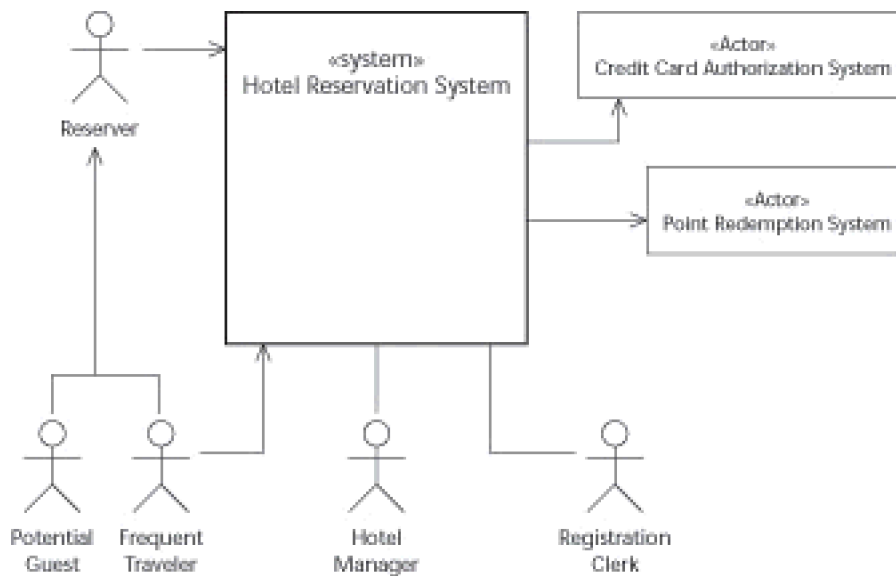 «system»
Hotel Reservation System
«Actor»
Credit Card Authorization System
«Actor»
Point Redemption System
Reserver
Potential
Guest
Frequent
Traveler
Hotel
Manager
Registration
Clerk